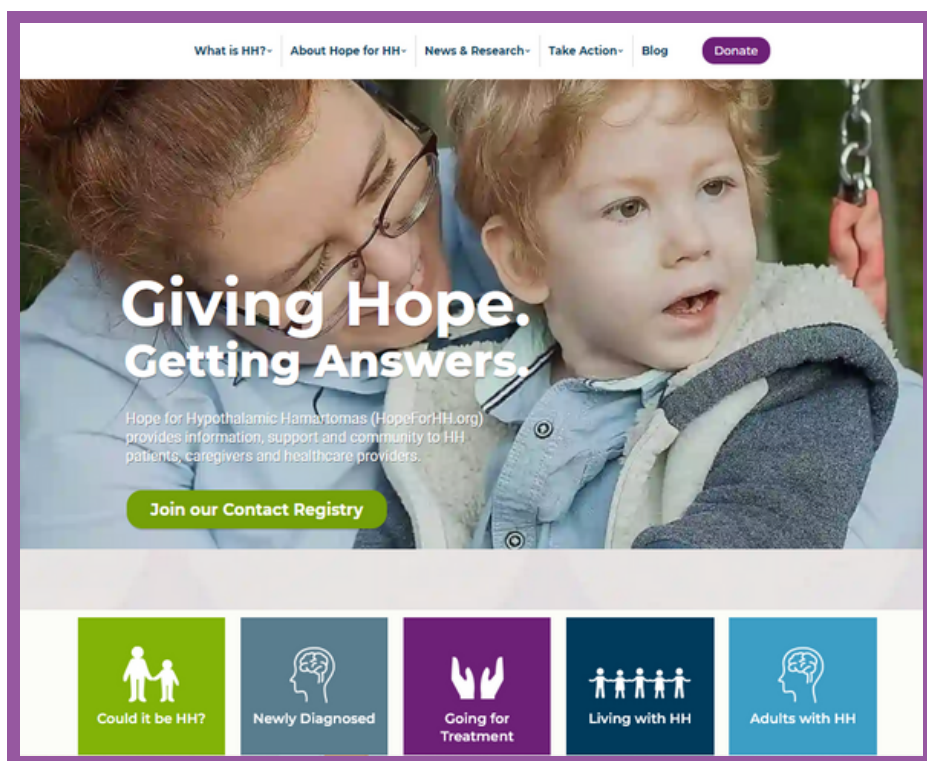 What is HH?
About Hope for HH
News & Research
Take Action
Blog
Donate
Giving Hope.
Getting Answers.
Hope for Hypothalamic Hamartomas (HopeForHH.org)
provides information, support and community to HH
patients, caregivers and healthcare providers.
Join our Contact Registry
Could it be HH?
Newly Diagnosed
Going for
Treatment
Living with HH
Adults with HH